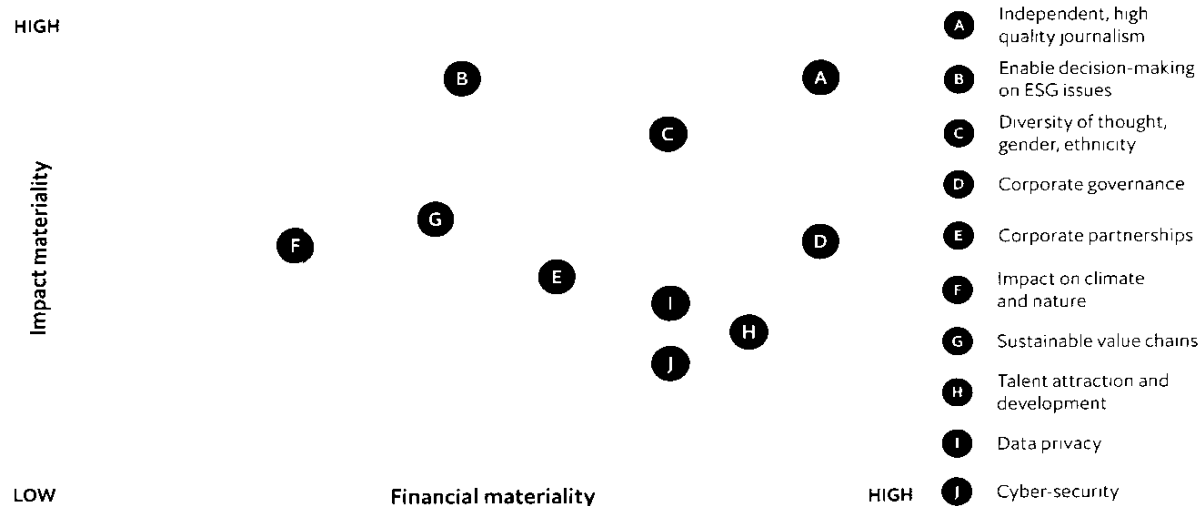 HIGH
B
A
C
G
F
D
E
I
H
J
Impact materiality
LOW
Financial materiality
HIGH
A
Independent, high
quality journalism
B
Enable decision-making
on ESG issues
C
Diversity of thought,
gender, ethnicity
D
Corporate governance
E
Corporate partnerships
F
Impact on climate
and nature
G
Sustainable value chains
H
Talent attraction and
development
I
Data privacy
J
Cyber-security